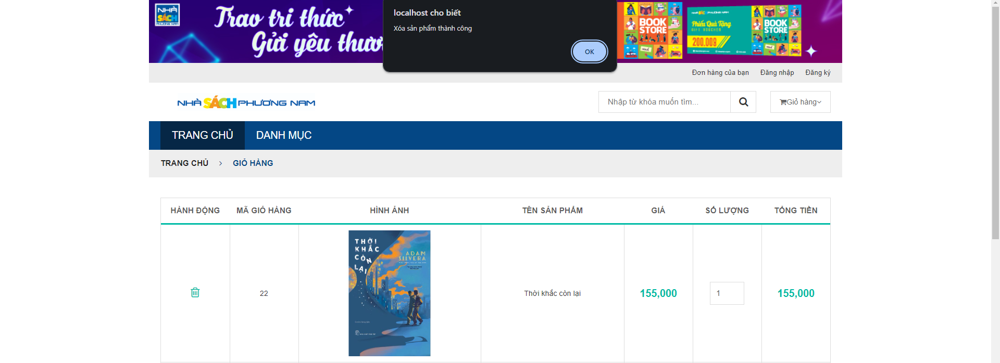 NHÀ
SÁCH
PHƯƠNG NAM
Trao tri thức
Gửi yêu thươ
localhost cho biết
Xóa sản phẩm thành công
OK
BOOK
STORE
Phiếu Quà Tặng
GIFT VOUCHER
200.000
BOOK
STORE
Đơn hàng của bạn Đăng nhập Đăng ký
NHÀ SÁCH PHƯƠNG NAM
Nhập từ khóa muốn tìm...
Giỏ hàng
TRANG CHỦ DANH MỤC
TRANG CHỦ > GIỎ HÀNG
HÀNH ĐỘNG MÃ GIỎ HÀNG HÌNH ẢNH TÊN SẢN PHẨM GIÁ SỐ LƯỢNG TỔNG TIỀN
THỜI
KHẮC
CÒN
LẠI
ADAM
SILVERA
22 Thời khắc còn lại 155,000 1 155,000